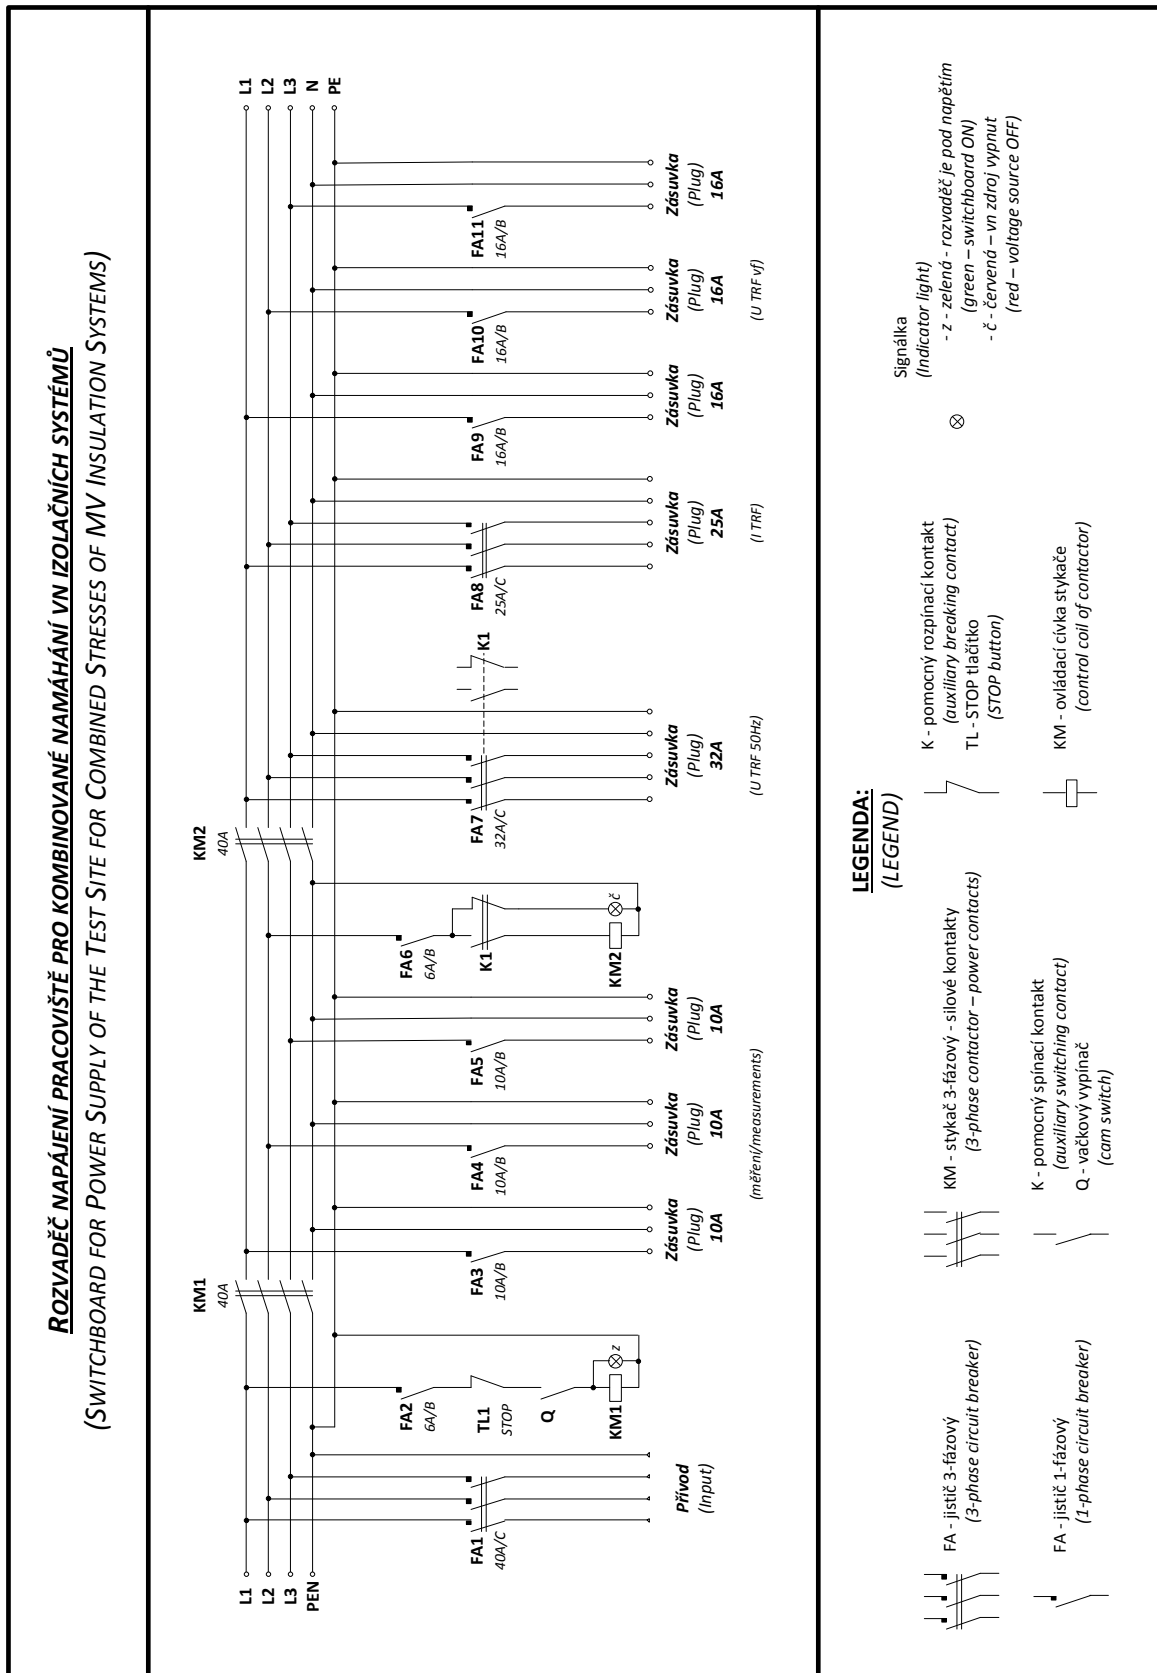 ROZVADĚČ NAPÁJENÍ PRACOVIŠTĚ PRO KOMBINOVANÉ NAMÁHÁNÍ VN IZOLAČNÍCH SYSTÉMŮ
(SWITCHBOARD FOR POWER SUPPLY OF THE TEST SITE FOR COMBINED STRESSES OF MV INSULATION SYSTEMS)
L1
L2
L3
PEN
L1
L2
L3
N
PE
KM1
40A
KM2
40A
FA1
40A/C
Přívod
(Input)
FA2
6A/B
TL1
STOP
Q
KM1
z
FA3
10A/B
Zásuvka
(Plug)
10A
FA4
10A/B
Zásuvka
(Plug)
10A
(měření/measurements)
FA5
10A/B
Zásuvka
(Plug)
10A
FA6
6A/B
K1
KM2
č
FA7
32A/C
K1
Zásuvka
(Plug)
32A
(U TRF 50Hz)
FA8
25A/C
Zásuvka
(Plug)
25A
(I TRF)
FA9
16A/B
Zásuvka
(Plug)
16A
FA10
16A/B
Zásuvka
(Plug)
16A
(U TRF vf)
FA11
16A/B
Zásuvka
(Plug)
16A
LEGENDA:
(LEGEND)
FA - jistič 3-fázový
(3-phase circuit breaker)
FA - jistič 1-fázový
(1-phase circuit breaker)
KM - stykač 3-fázový - silové kontakty
(3-phase contactor – power contacts)
K - pomocný spínací kontakt
(auxiliary switching contact)
Q - vačkový vypínač
(cam switch)
K - pomocný rozpínací kontakt
(auxiliary breaking contact)
TL - STOP tlačítko
(STOP button)
KM - ovládací cívka stykače
(control coil of contactor)
Signálka
(Indicator light)
- z - zelená - rozvaděč je pod napětím
(green – switchboard ON)
- č - červená – vn zdroj vypnut
(red – voltage source OFF)